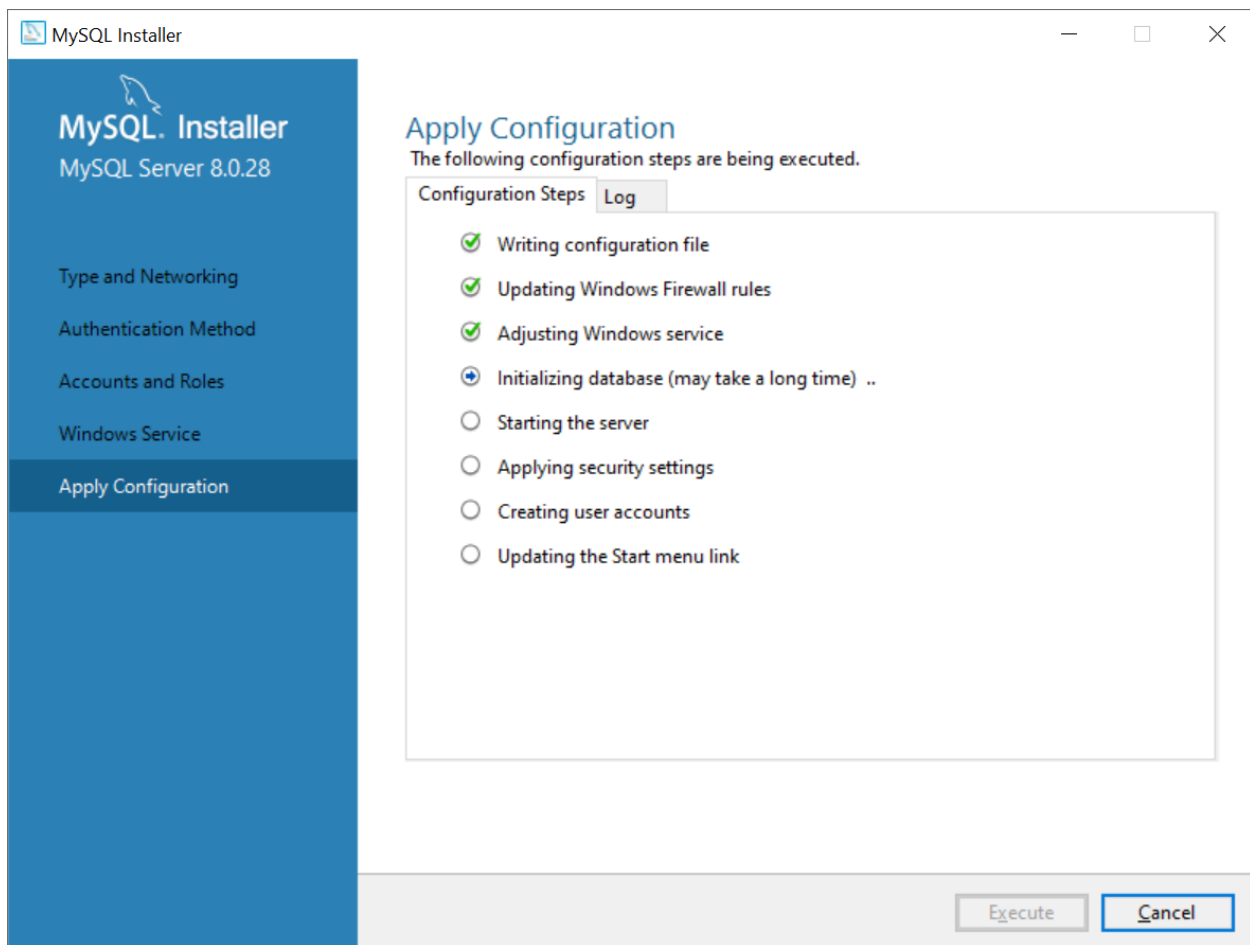 MySQL Installer
MySQL. Installer
MySQL Server 8.0.28
Type and Networking
Authentication Method
Accounts and Roles
Windows Service
Apply Configuration
Apply Configuration
The following configuration steps are being executed.
Configuration Steps
Log
Writing configuration file
Updating Windows Firewall rules
Adjusting Windows service
Initializing database (may take a long time) ..
Starting the server
Applying security settings
Creating user accounts
Updating the Start menu link
Execute
Cancel